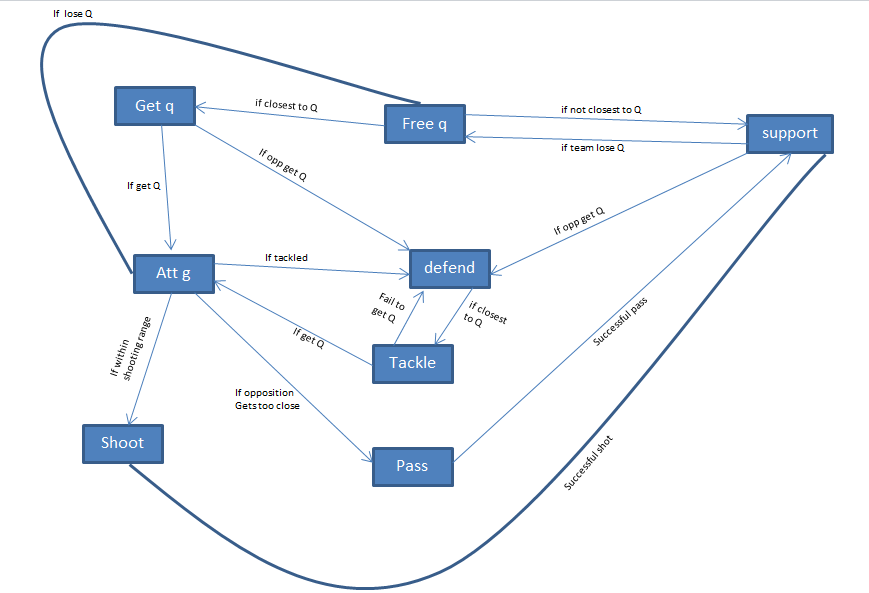 If  lose Q
Get q
if closest to Q
Free q
if not closest to Q
support
if team lose Q
If opp get Q
If get Q
If opp get Q
Att g
If tackled
defend
Fail to
get Q
if closest
to Q
If get Q
Successful pass
If within
shooting range
Tackle
If opposition
Gets too close
Shoot
Pass
Successful shot